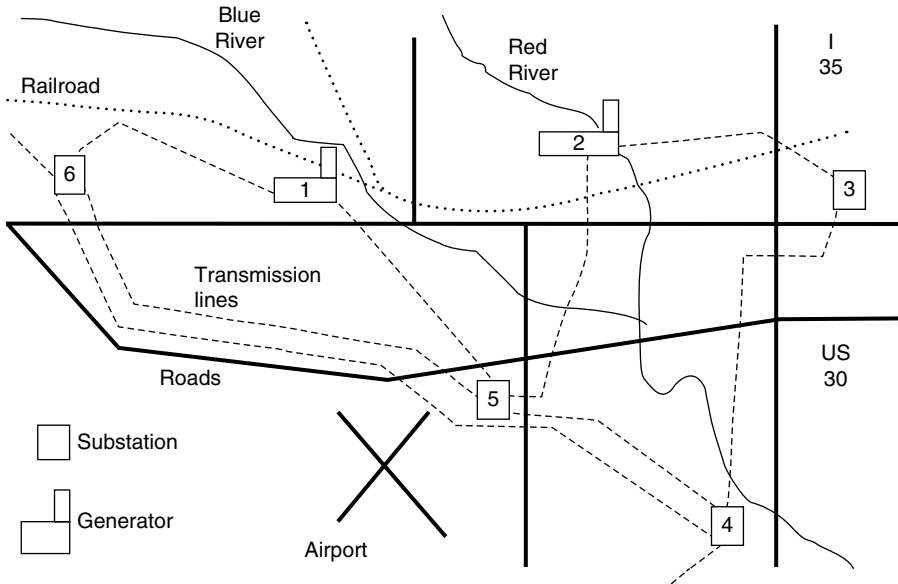 Blue
River
Red
River
I
35
Railroad
2
6
1
3
Transmission
lines
US
30
Roads
5
Substation
4
Generator
Airport